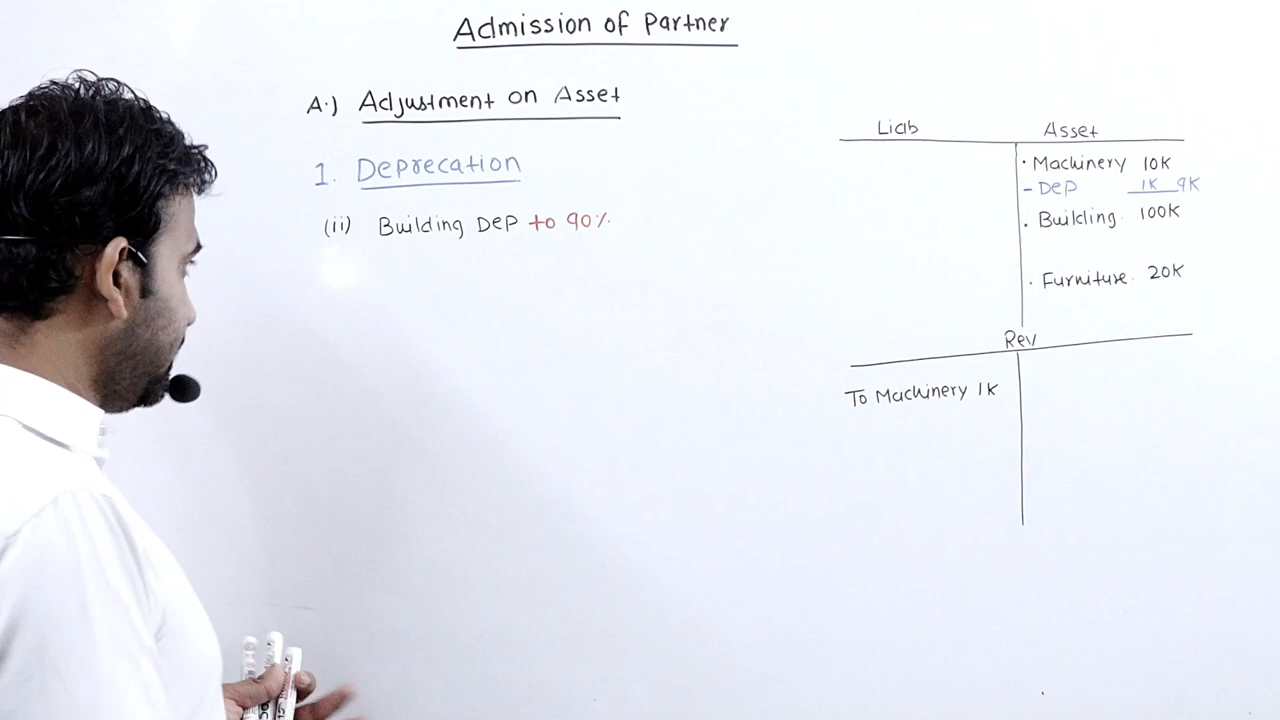 Admission of Partner
A.) Adjustment on Asset
1. Deprecation
(ii) Building Dep to 90%.
Liab Asset
· Machinery 10K
- Dep 1K 9K
· Building 100K
· Furniture 20K
Rev
To Machinery 1K